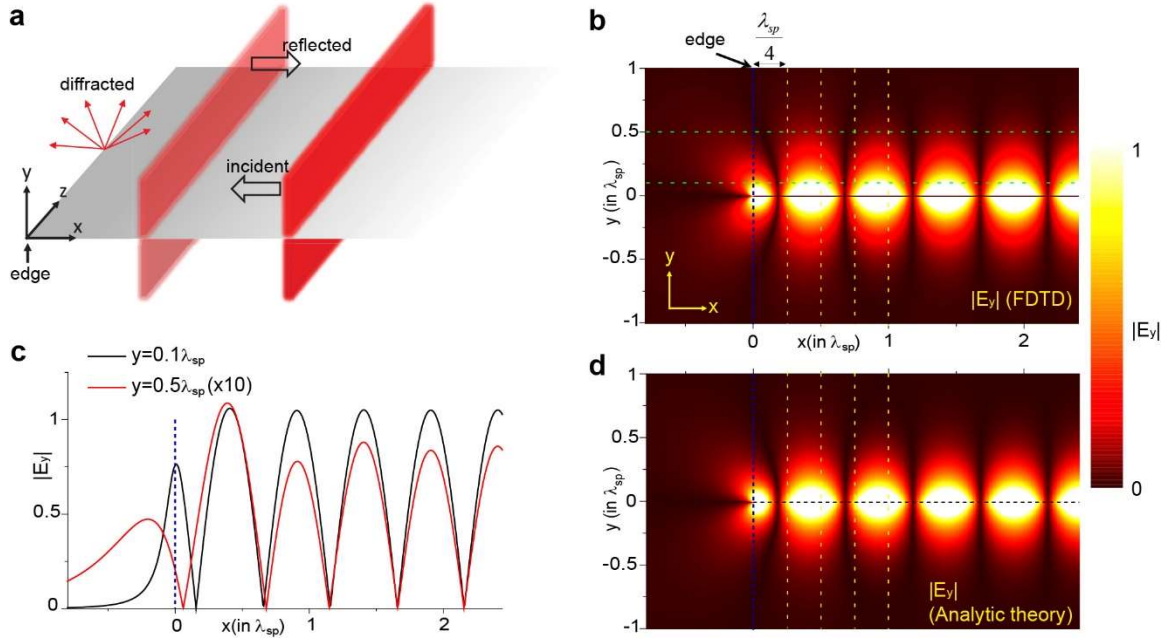 a
reflected
diffracted
incident
y
z
x
edge
b
edge
λsp
4
1
0.5
0
-0.5
-1
y (in λsp)
y
x
|Ey| (FDTD)
0
x(in λsp)
1
2
1
|Ey|
0
c
y=0.1λsp
y=0.5λsp (x10)
1
0.5
0
|Ey|
0
x(in λsp)
1
2
d
1
0.5
0
-0.5
-1
y (in λsp)
|Ey|
(Analytic theory)